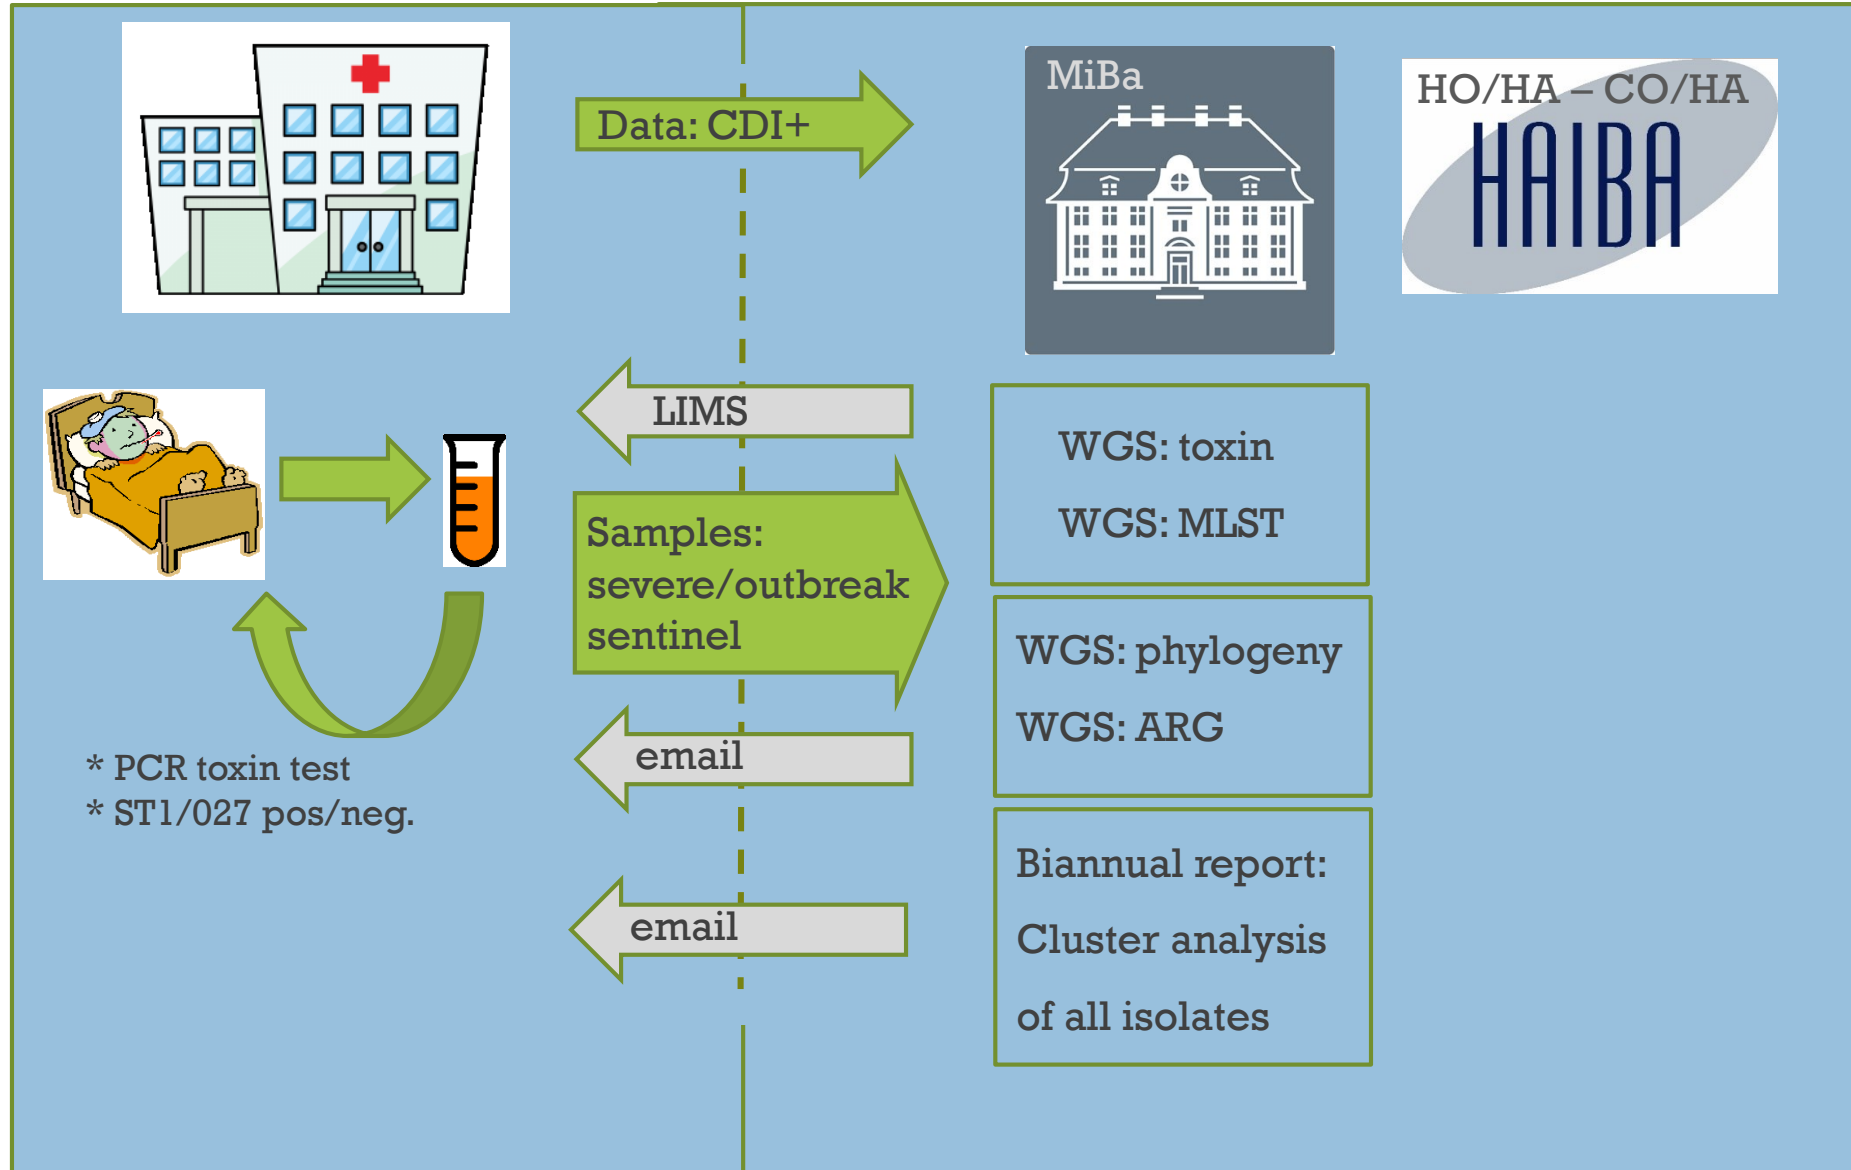 Data: CDI+
MiBa
HO/HA – CO/HA
HAIBA
LIMS
WGS: toxin
WGS: MLST
Samples:
severe/outbreak
sentinel
WGS: phylogeny
WGS: ARG
email
* PCR toxin test
* ST1/027 pos/neg.
Biannual report:
Cluster analysis
of all isolates
email